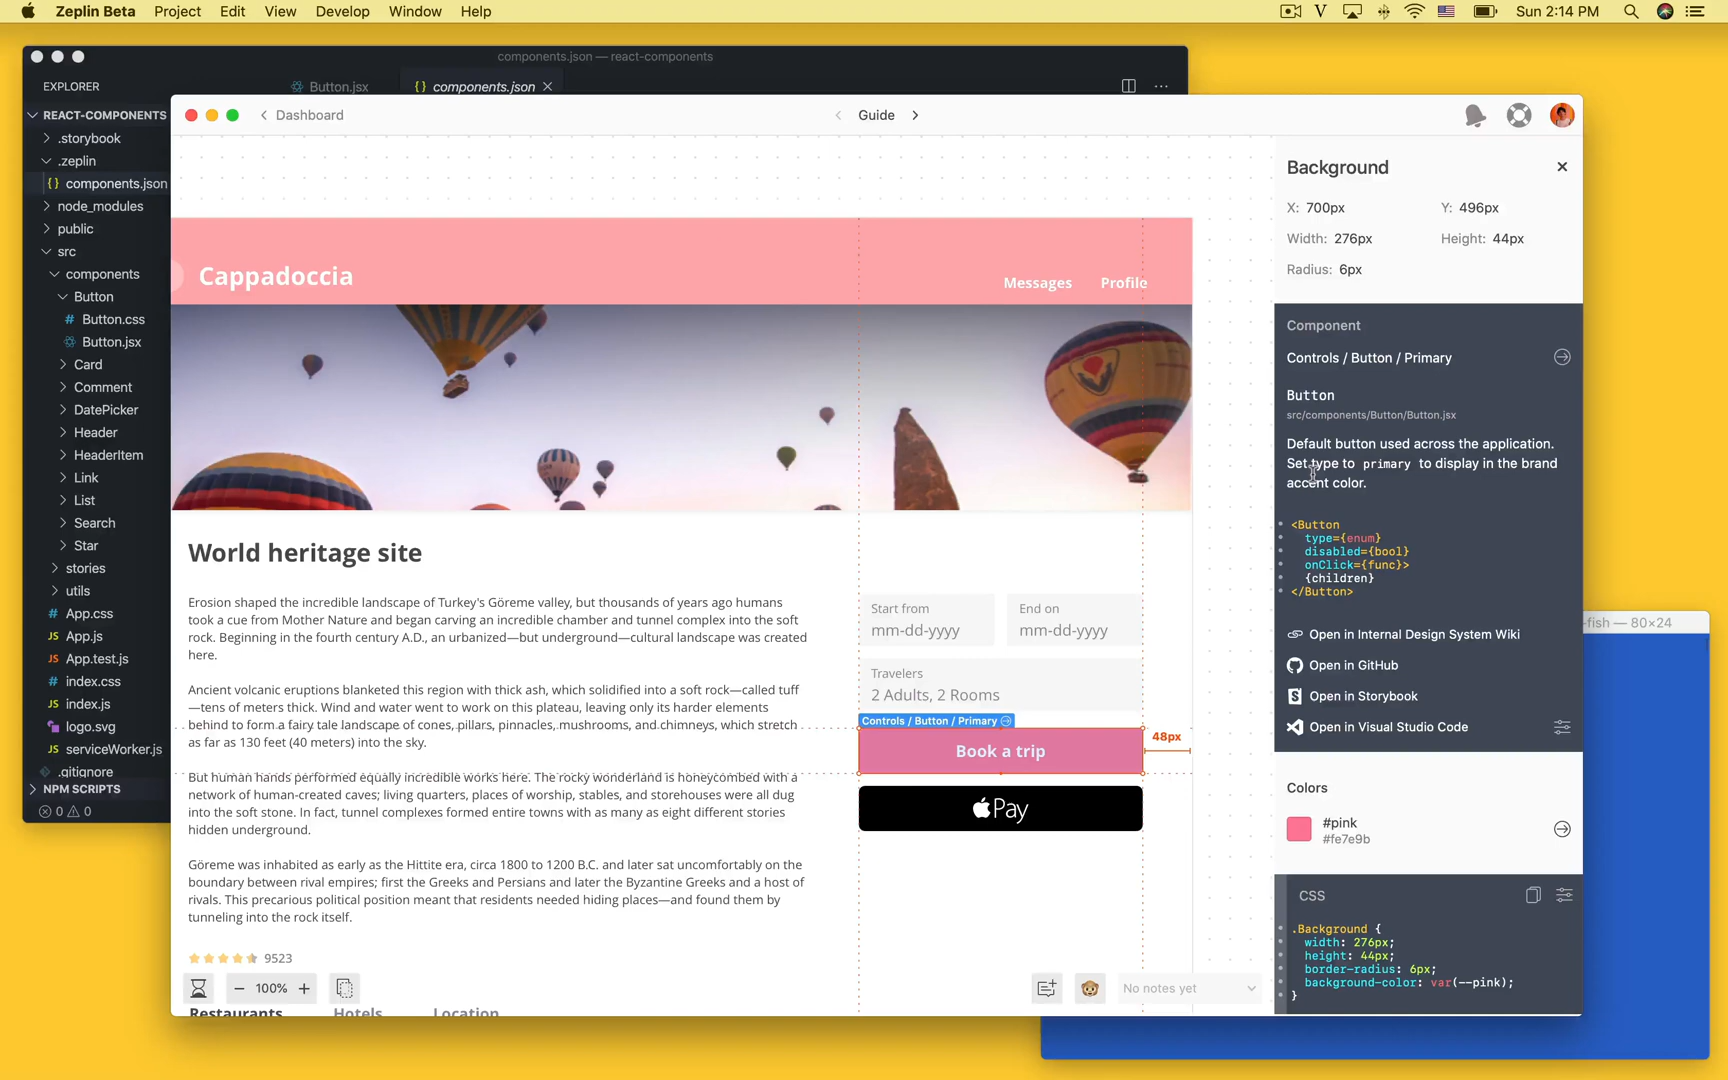 Zeplin Beta Project Edit View Develop Window Help
V Sun 2:14 PM
components.json — react-components
EXPLORER
Button.jsx
{} components.json
REACT-COMPONENTS
.storybook
.zeplin
{} components.json
node_modules
public
src
components
Button
# Button.css
Button.jsx
Card
Comment
DatePicker
Header
HeaderItem
Link
List
Search
Star
stories
utils
# App.css
JS App.js
JS App.test.js
# index.css
JS index.js
logo.svg
JS serviceWorker.js
.gitignore
NPM SCRIPTS
0 0
Dashboard
Guide
Cappadoccia
Messages Profile
World heritage site
Erosion shaped the incredible landscape of Turkey's Göreme valley, but thousands of years ago humans
took a cue from Mother Nature and began carving an incredible chamber and tunnel complex into the soft
rock. Beginning in the fourth century A.D., an urbanized—but underground—cultural landscape was created
here.
Ancient volcanic eruptions blanketed this region with thick ash, which solidified into a soft rock—called tuff
—tens of meters thick. Wind and water went to work on this plateau, leaving only its harder elements
behind to form a fairy tale landscape of cones, pillars, pinnacles, mushrooms, and chimneys, which stretch
as far as 130 feet (40 meters) into the sky.
But human hands performed equally incredible works here. The rocky wonderland is honeycombed with a
network of human-created caves; living quarters, places of worship, stables, and storehouses were all dug
into the soft stone. In fact, tunnel complexes formed entire towns with as many as eight different stories
hidden underground.
Göreme was inhabited as early as the Hittite era, circa 1800 to 1200 B.C. and later sat uncomfortably on the
boundary between rival empires; first the Greeks and Persians and later the Byzantine Greeks and a host of
rivals. This precarious political position meant that residents needed hiding places—and found them by
tunneling into the rock itself.
9523
100%
Restaurants Hotels Location
Start from
mm-dd-yyyy
End on
mm-dd-yyyy
Travelers
2 Adults, 2 Rooms
Controls / Button / Primary
Book a trip
48px
Pay
No notes yet
Background
X: 700px
Y: 496px
Width: 276px
Height: 44px
Radius: 6px
Component
Controls / Button / Primary
Button
src/components/Button/Button.jsx
Default button used across the application.
Set type to primary to display in the brand
accent color.
<Button
type={enum}
disabled={bool}
onClick={func}>
{children}
</Button>
Open in Internal Design System Wiki
Open in GitHub
Open in Storybook
Open in Visual Studio Code
Colors
#pink
#fe7e9b
CSS
.Background {
width: 276px;
height: 44px;
border-radius: 6px;
background-color: var(--pink);
}
-fish — 80×24